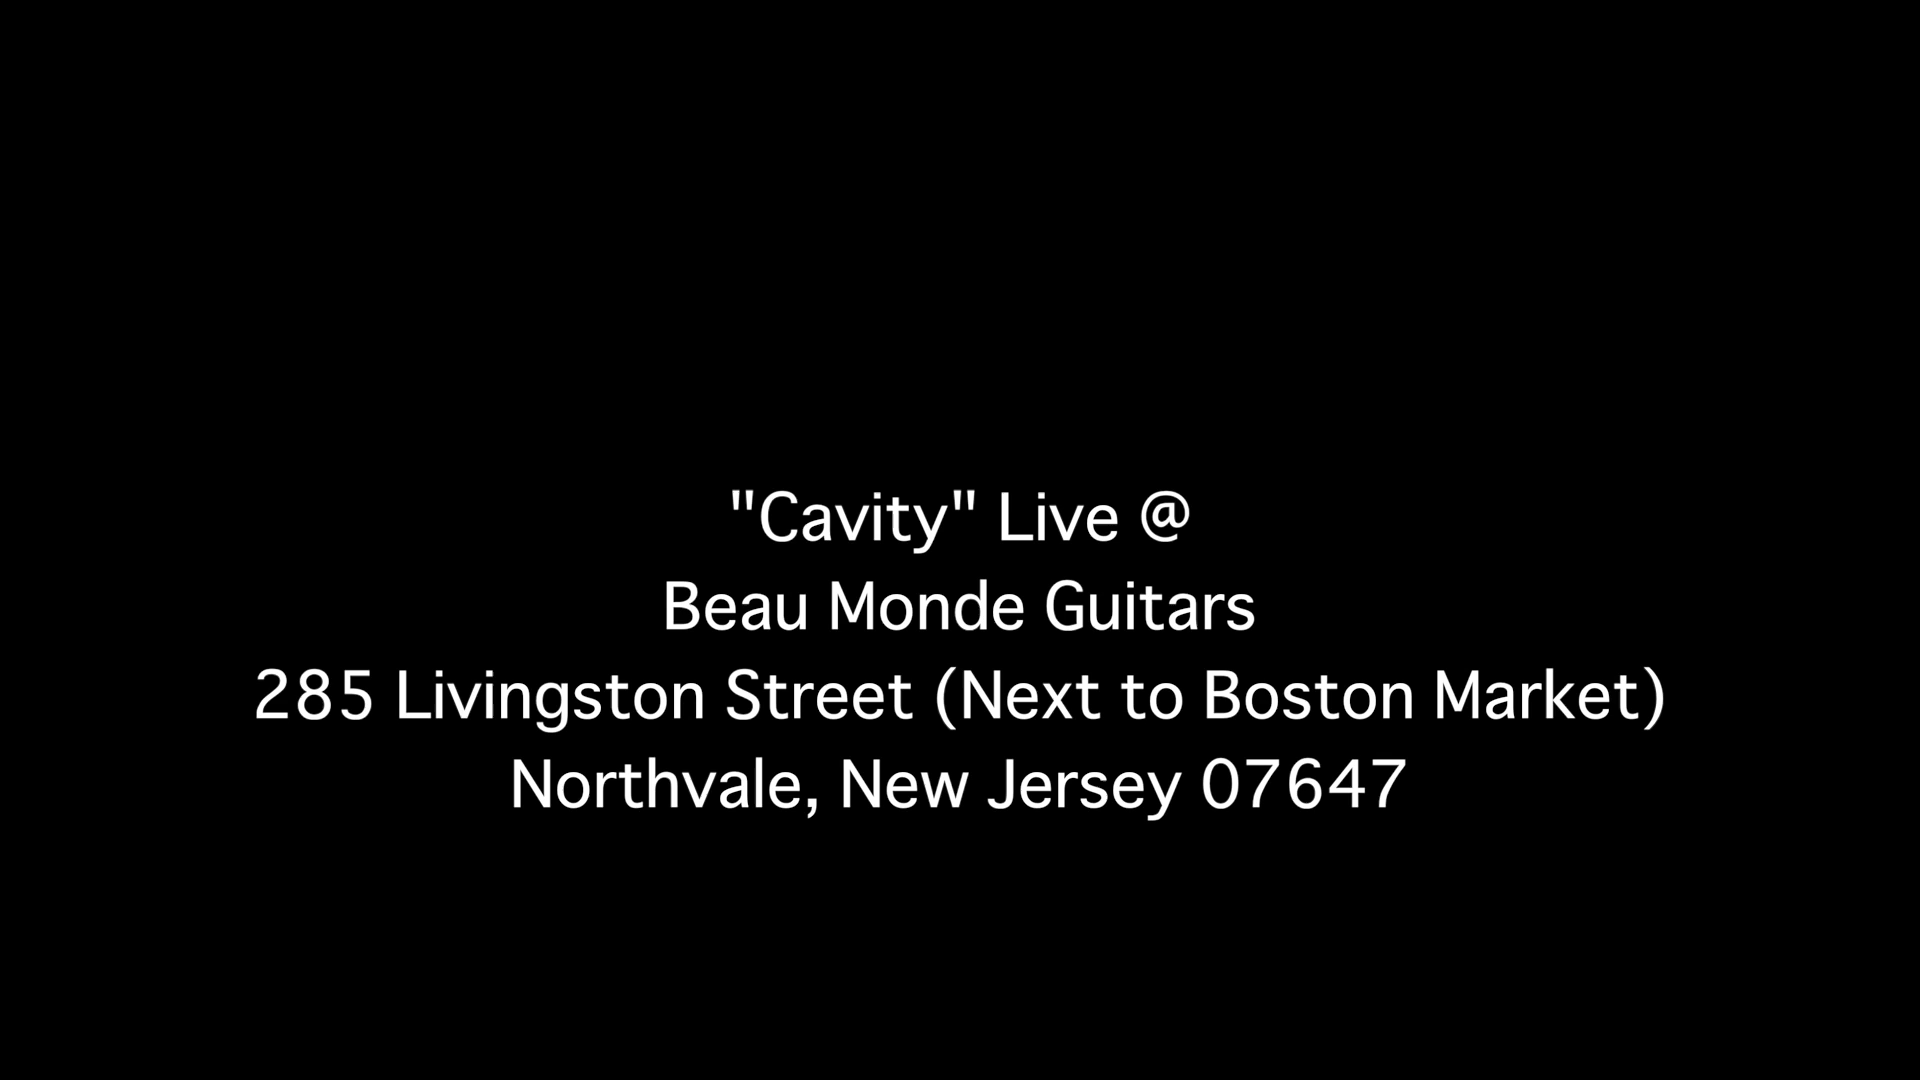 "Cavity" Live @
Beau Monde Guitars
285 Livingston Street (Next to Boston Market)
Northvale, New Jersey 07647